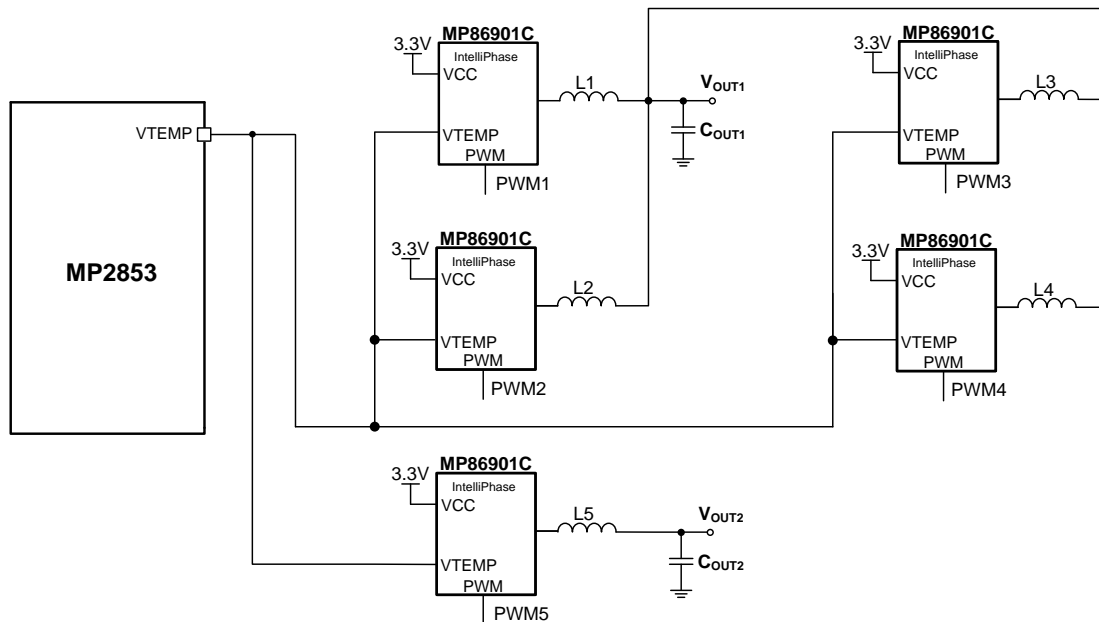 MP2853
VTEMP
MP86901C
IntelliPhase
3.3V
VCC
VTEMP
PWM
PWM1
L1
VOUT1
COUT1
MP86901C
IntelliPhase
3.3V
VCC
VTEMP
PWM
PWM3
L3
MP86901C
IntelliPhase
3.3V
VCC
VTEMP
PWM
PWM2
L2
MP86901C
IntelliPhase
3.3V
VCC
VTEMP
PWM
PWM4
L4
MP86901C
IntelliPhase
3.3V
VCC
VTEMP
PWM
PWM5
L5
VOUT2
COUT2